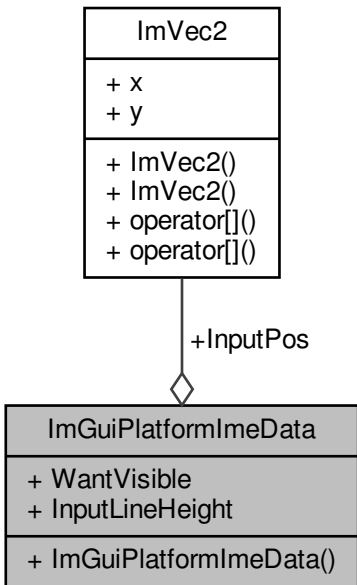 ImVec2
+ x
+ y
+ ImVec2()
+ ImVec2()
+ operator[]()
+ operator[]()
+InputPos
ImGuiPlatformImeData
+ WantVisible
+ InputLineHeight
+ ImGuiPlatformImeData()